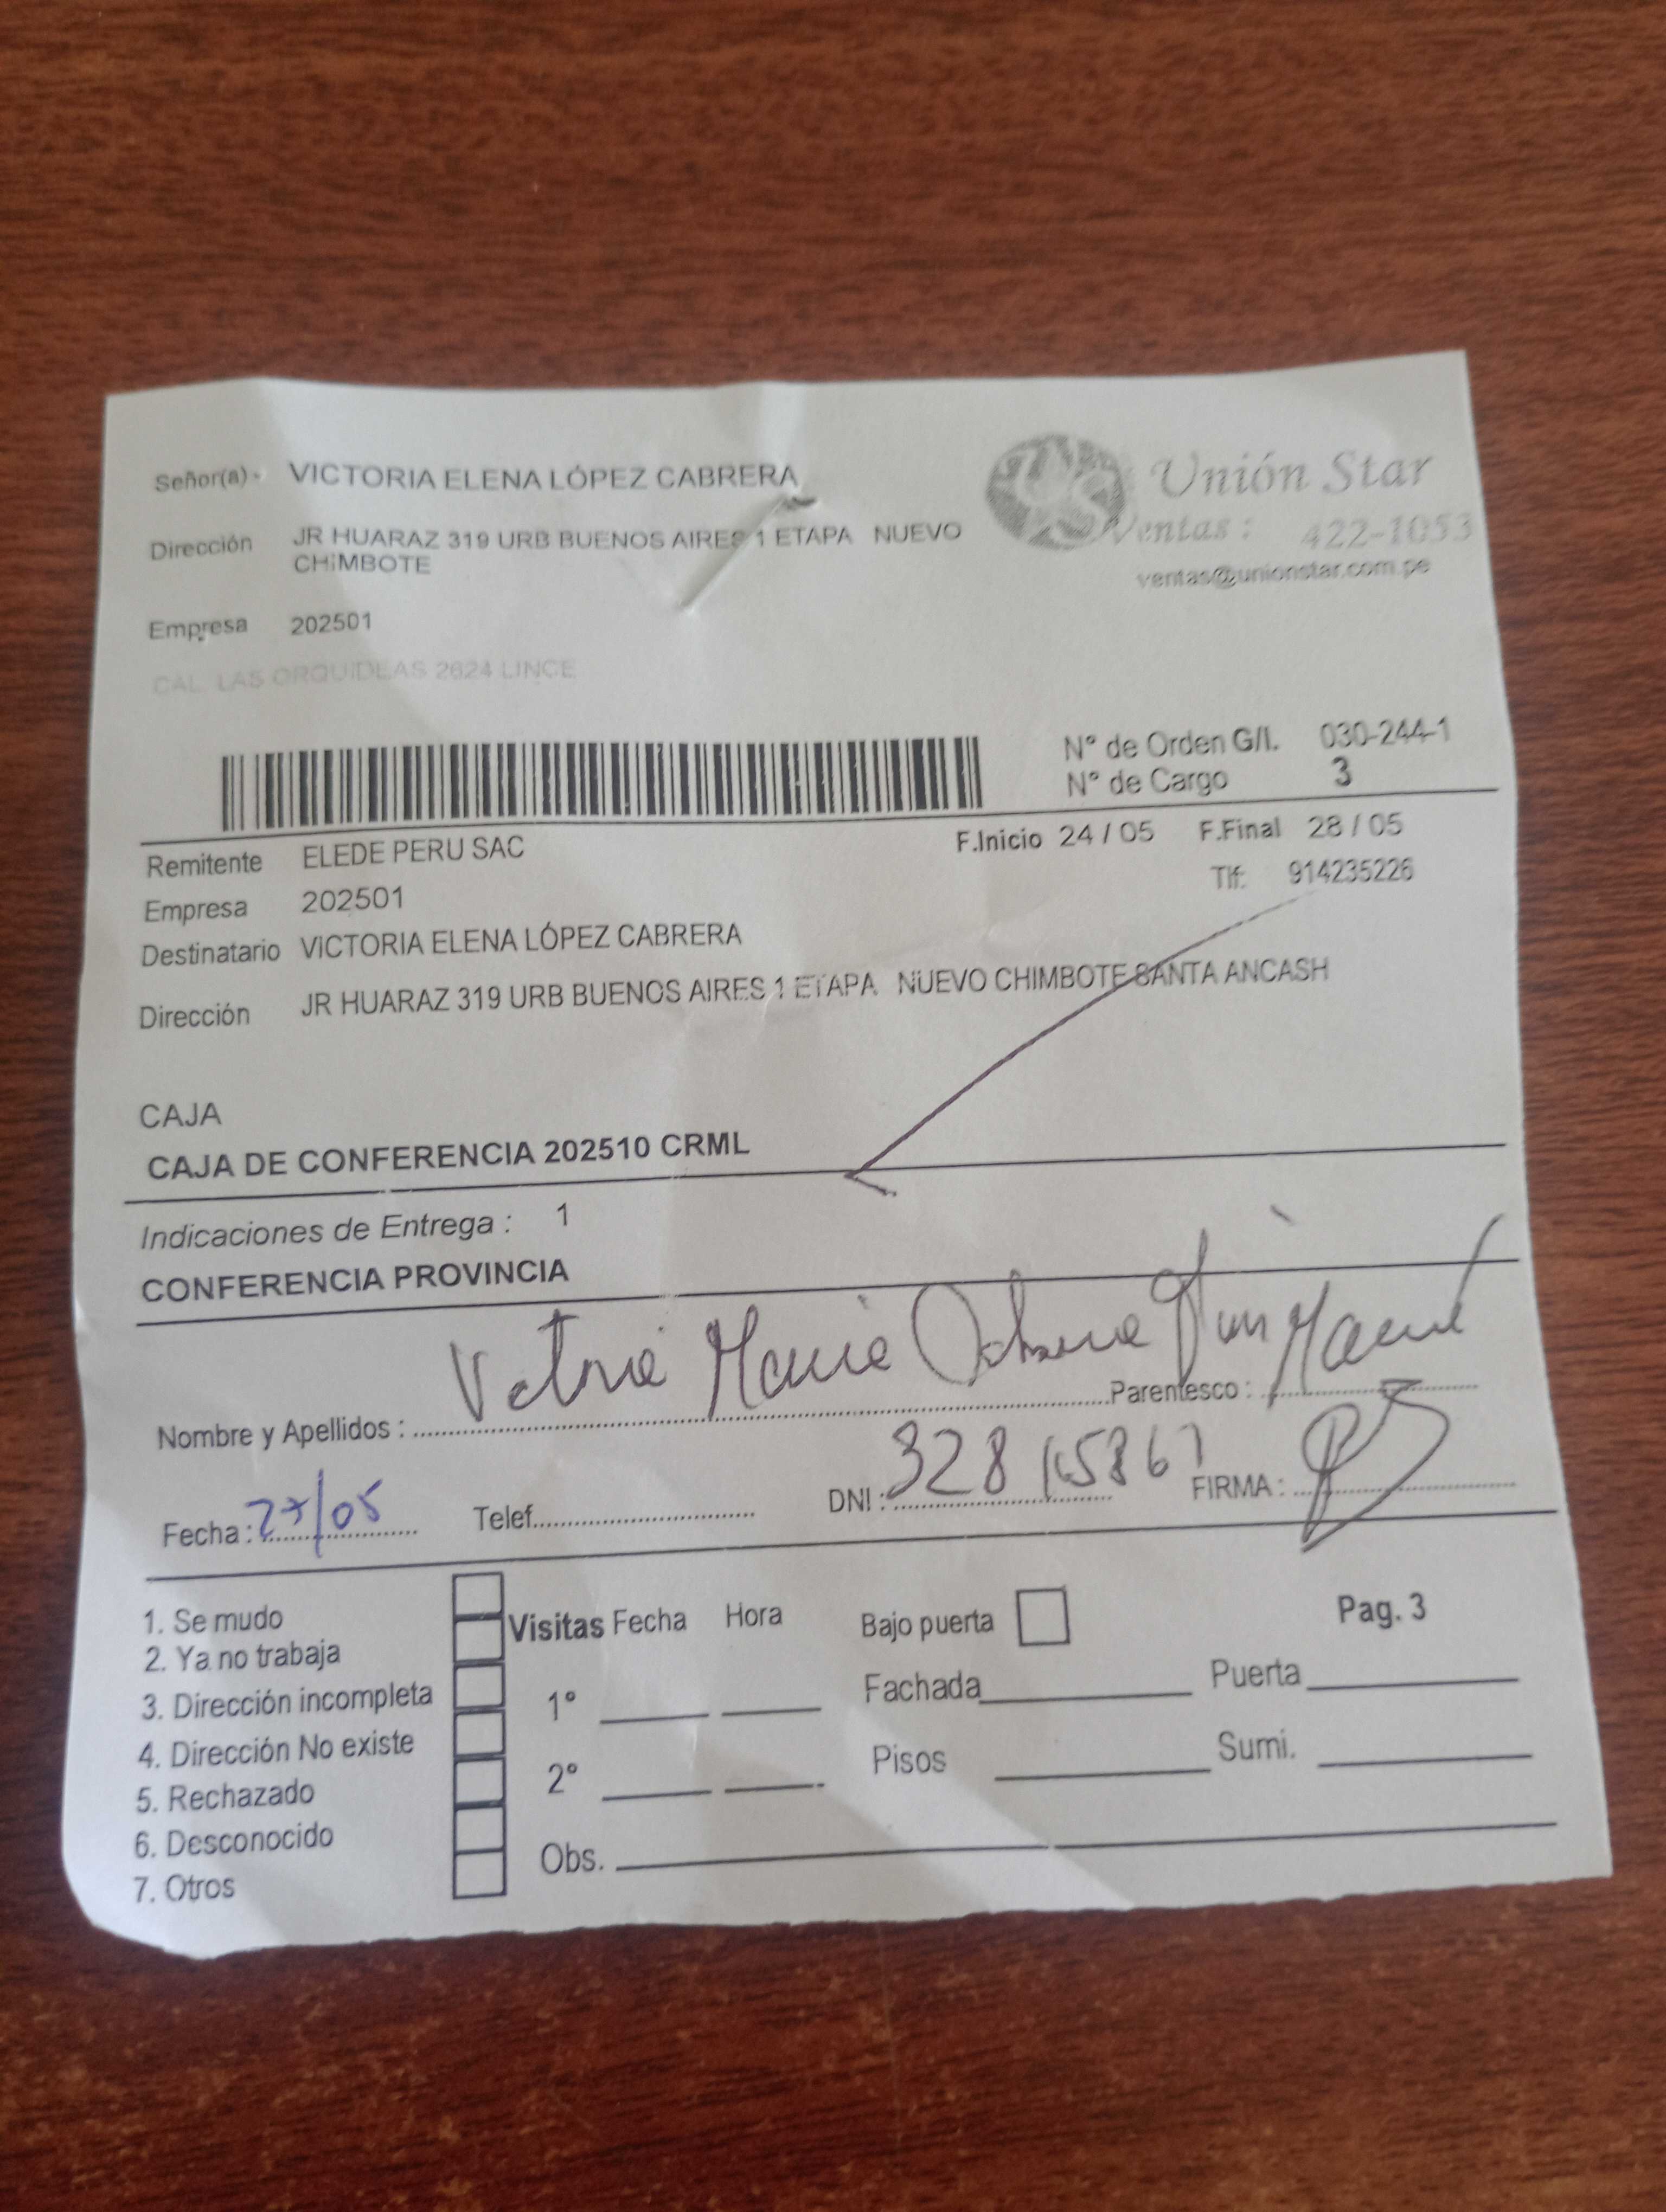 Señor(a) - VICTORIA ELENA LÓPEZ CABRERA
Unión Star
Ventas : 422-1053
ventas@unionstar.com.pe
Dirección JR HUARAZ 319 URB BUENOS AIRES 1 ETAPA NUEVO
CHIMBOTE
Empresa 202501
CAL. LAS ORQUIDEAS 2624 LINCE
N° de Orden G/I. 030-244-1
N° de Cargo 3
Remitente ELEDE PERU SAC F.Inicio 24 / 05 F.Final 28 / 05
Empresa 202501 Tlf: 914235226
Destinatario VICTORIA ELENA LÓPEZ CABRERA
Dirección JR HUARAZ 319 URB BUENOS AIRES 1 ETAPA NUEVO CHIMBOTE SANTA ANCASH
CAJA
CAJA DE CONFERENCIA 202510 CRML
Indicaciones de Entrega : 1
CONFERENCIA PROVINCIA
Nombre y Apellidos : Parentesco :
Fecha : 27/05 Telef. DNI : FIRMA :
1. Se mudo Visitas Fecha Hora Bajo puerta Pag. 3
2. Ya no trabaja
3. Dirección incompleta 1° Fachada Puerta
4. Dirección No existe
5. Rechazado 2° Pisos Sumi.
6. Desconocido
7. Otros Obs.